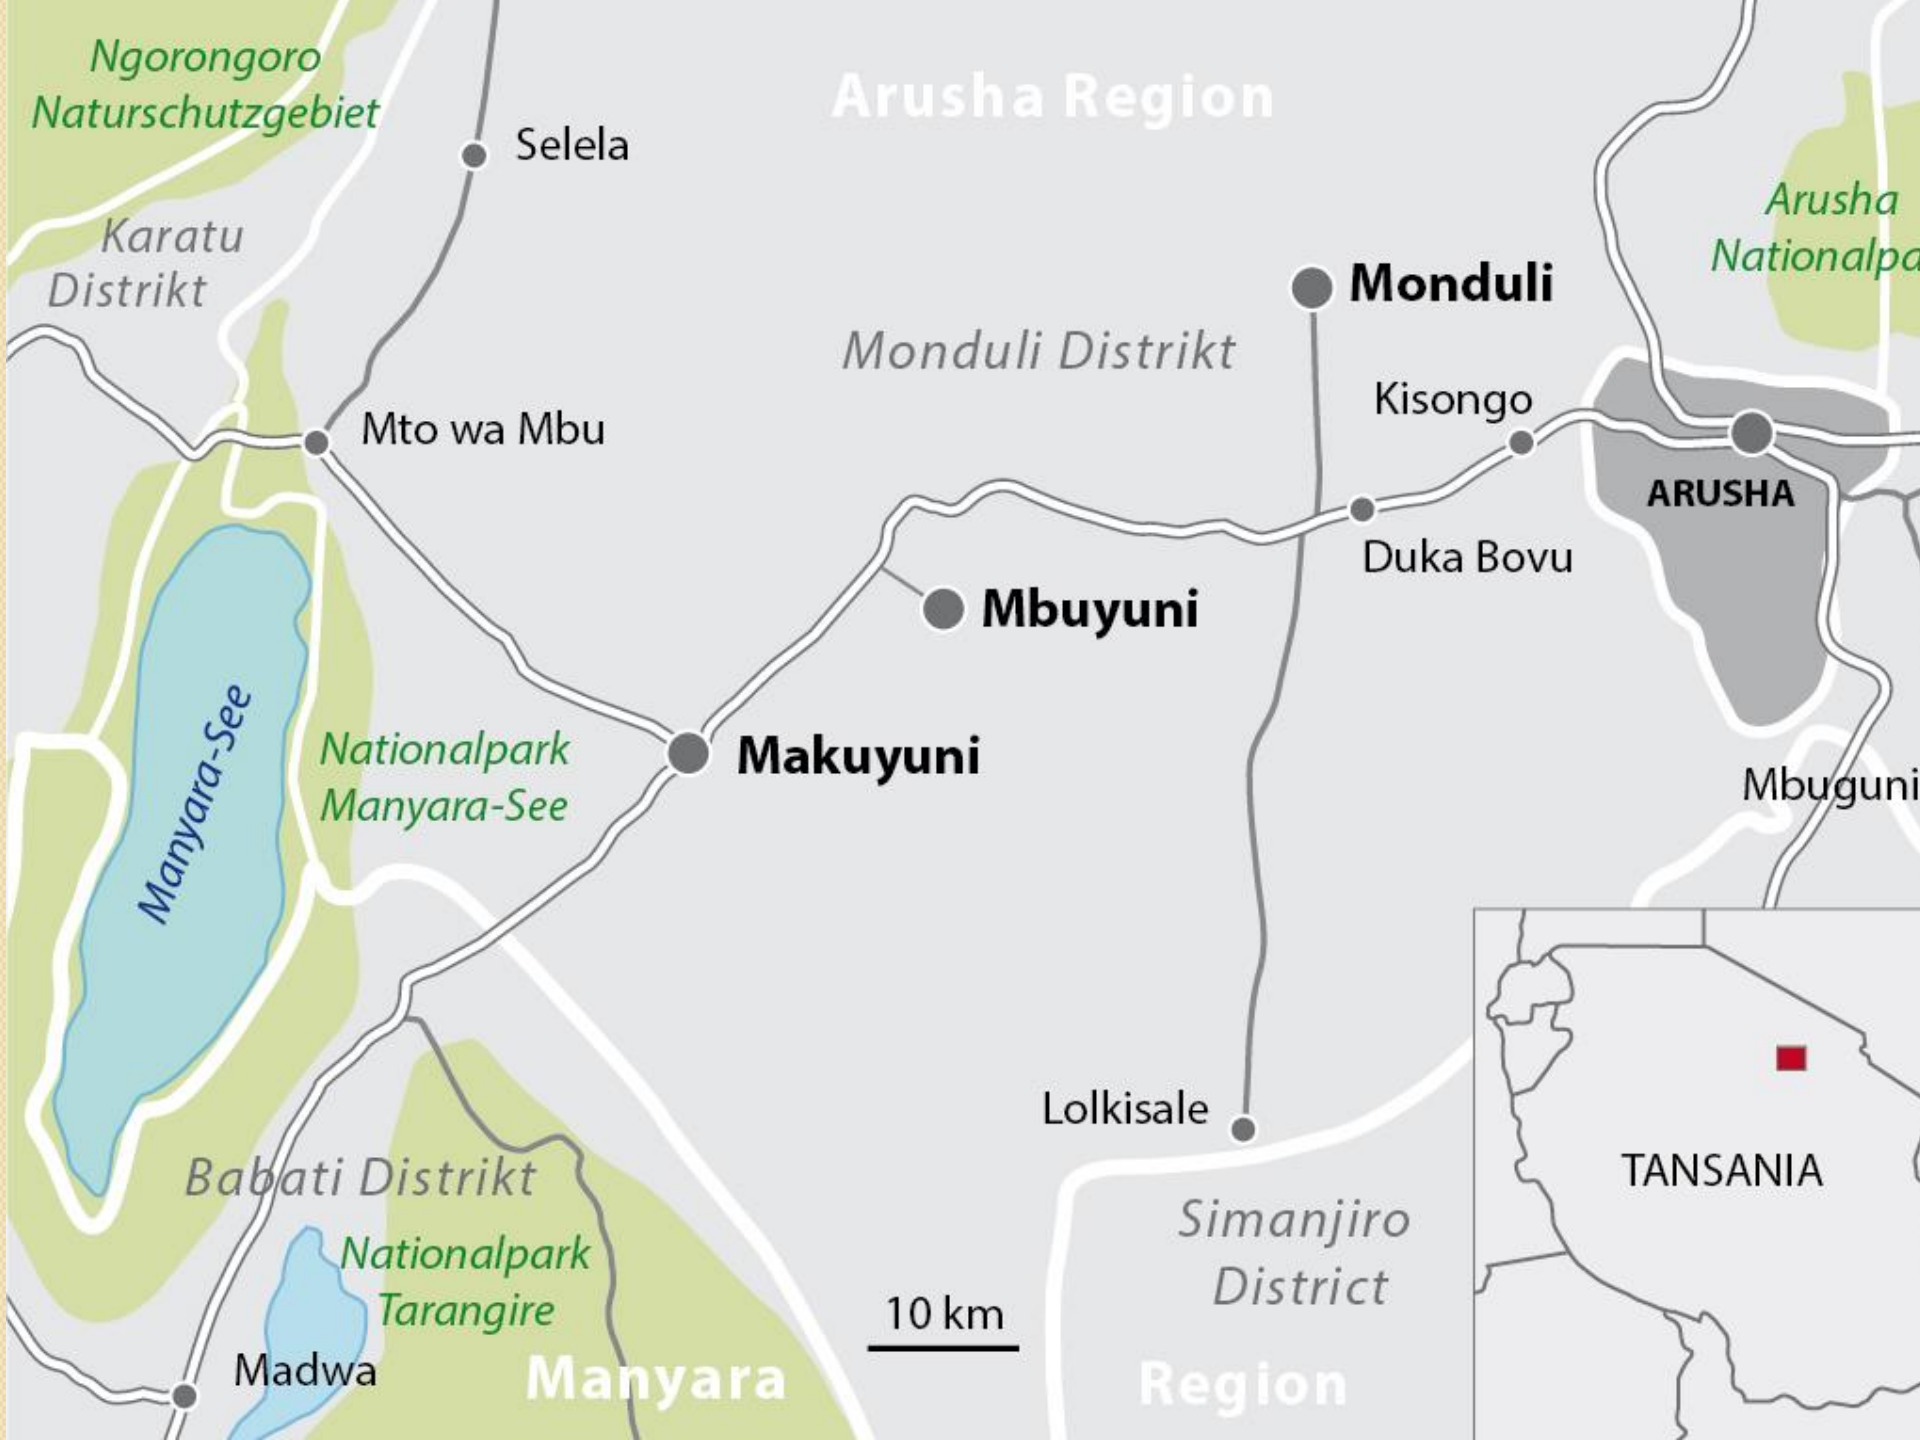 Ngorongoro
Naturschutzgebiet
Arusha Region
Selela
Arusha
Nationalpa
Karatu
Distrikt
Monduli
Monduli Distrikt
Kisongo
Mto wa Mbu
ARUSHA
Duka Bovu
Mbuyuni
Manyara-See
Nationalpark
Manyara-See
Makuyuni
Mbuguni
Lolkisale
Babati Distrikt
TANSANIA
Simanjiro
District
Nationalpark
Tarangire
10 km
Madwa
Manyara
Region